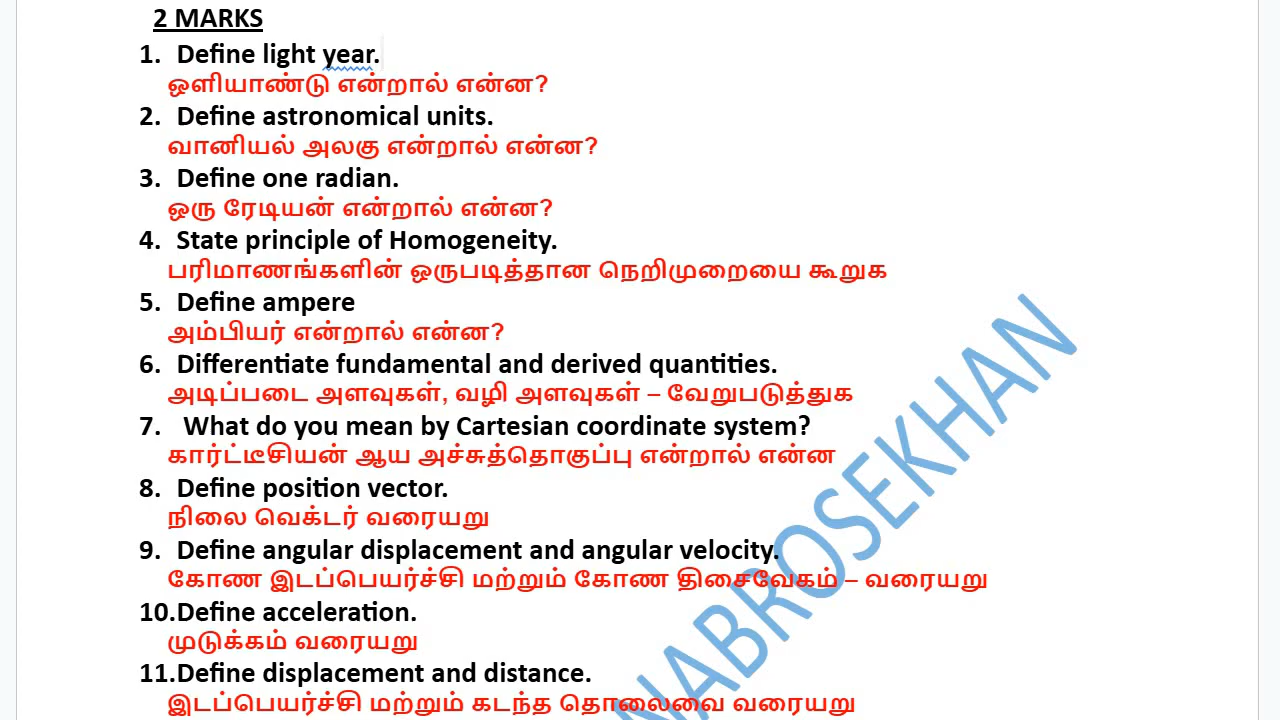 2 MARKS
1. Define light year.
ஒளியாண்டு என்றால் என்ன?
2. Define astronomical units.
வானியல் அலகு என்றால் என்ன?
3. Define one radian.
ஒரு ரேடியன் என்றால் என்ன?
4. State principle of Homogeneity.
பரிமாணங்களின் ஒருபடித்தான நெறிமுறையை கூறுக
5. Define ampere
அம்பியர் என்றால் என்ன?
6. Differentiate fundamental and derived quantities.
அடிப்படை அளவுகள், வழி அளவுகள் – வேறுபடுத்துக
7. What do you mean by Cartesian coordinate system?
கார்ட்டீசியன் ஆய அச்சுத்தொகுப்பு என்றால் என்ன
8. Define position vector.
நிலை வெக்டர் வரையறு
9. Define angular displacement and angular velocity.
கோண இடப்பெயர்ச்சி மற்றும் கோண திசைவேகம் – வரையறு
10.Define acceleration.
முடுக்கம் வரையறு
11.Define displacement and distance.
இடப்பெயர்ச்சி மற்றும் கடந்த தொலைவை வரையறு
NABROSEKHAN